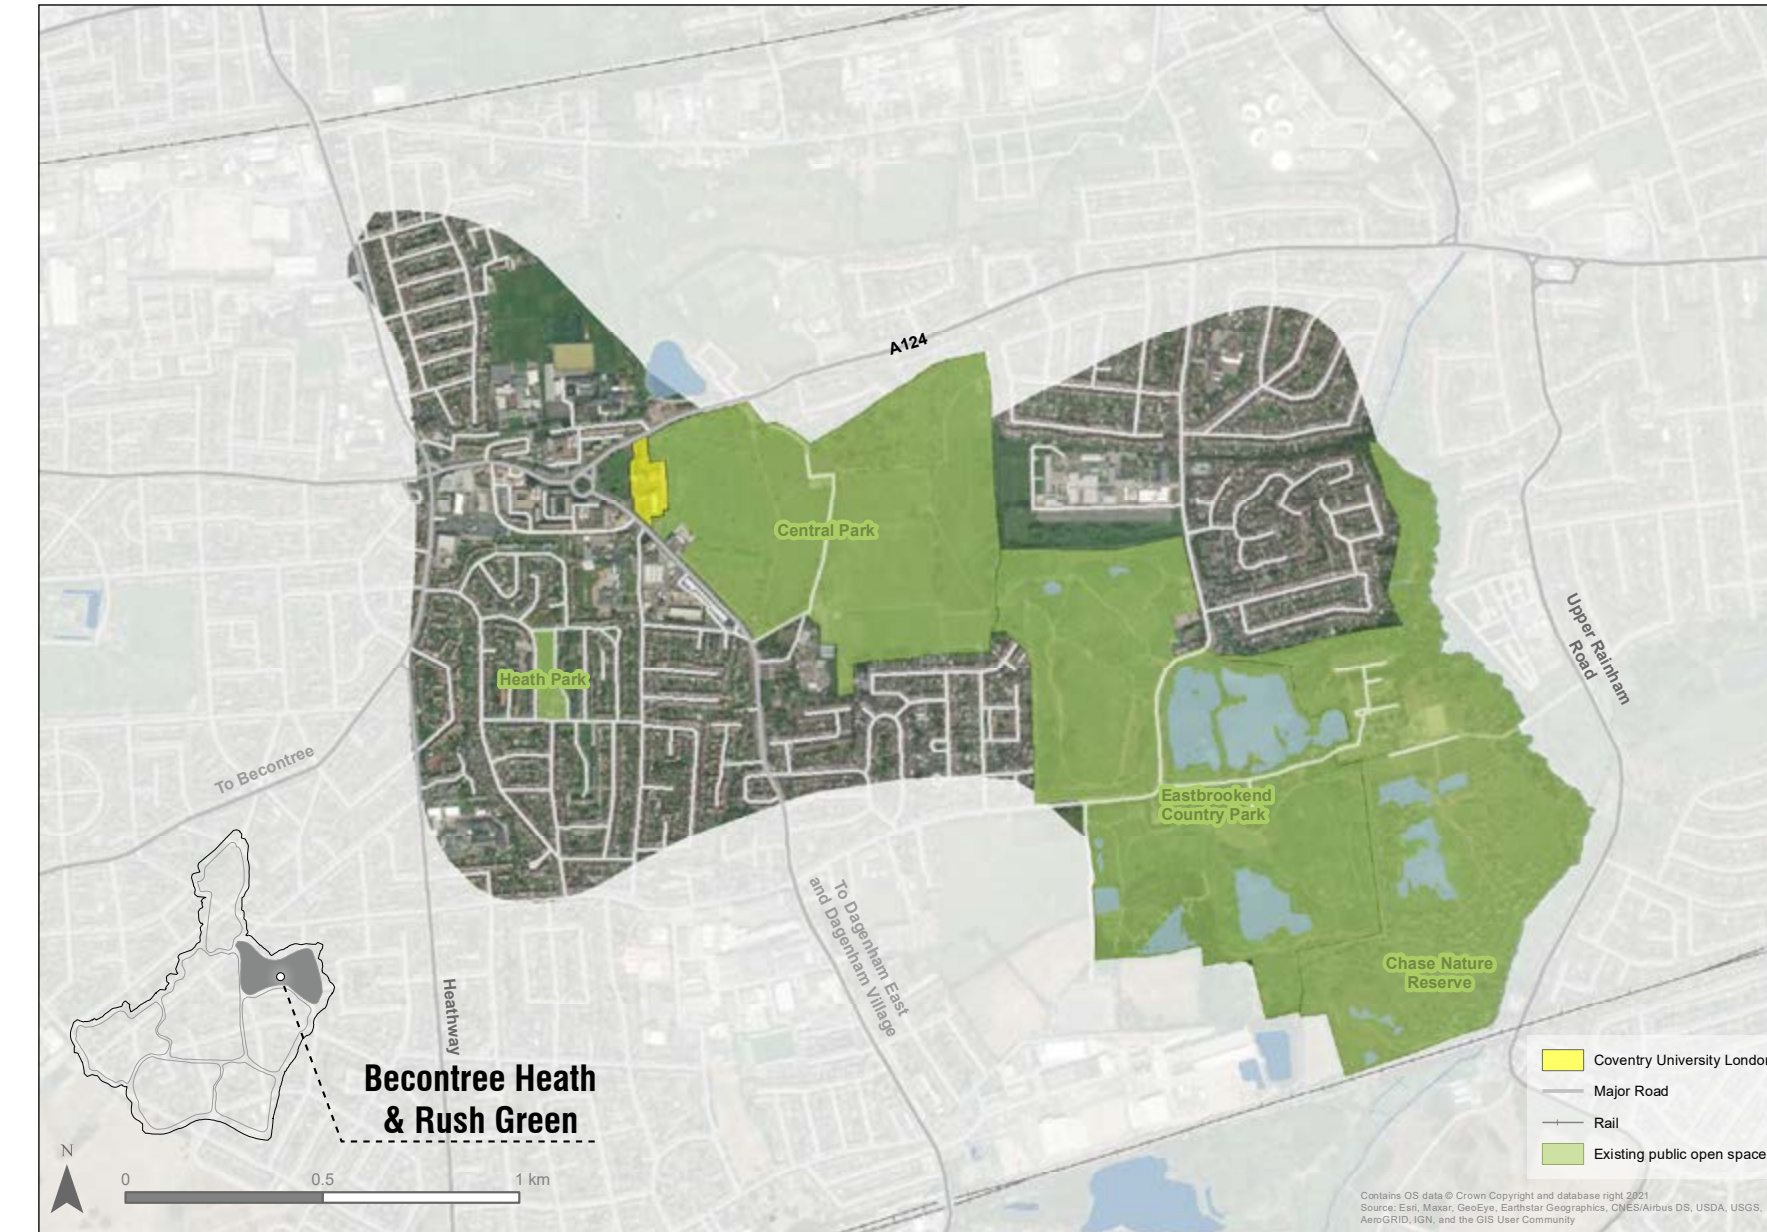 A124
Central Park
Heath Park
Upper Rainham
Road
To Becontree
Eastbrookend
Country Park
To Dagenham East
and Dagenham Village
Chase Nature
Reserve
Heathway
Becontree Heath
& Rush Green
N
0
0.5
1 km
Coventry University London
Major Road
Rail
Existing public open space
Contains OS data © Crown Copyright and database right 2021
Source: Esri, Maxar, GeoEye, Earthstar Geographics, CNES/Airbus DS, USDA, USGS,
AeroGRID, IGN, and the GIS User Community